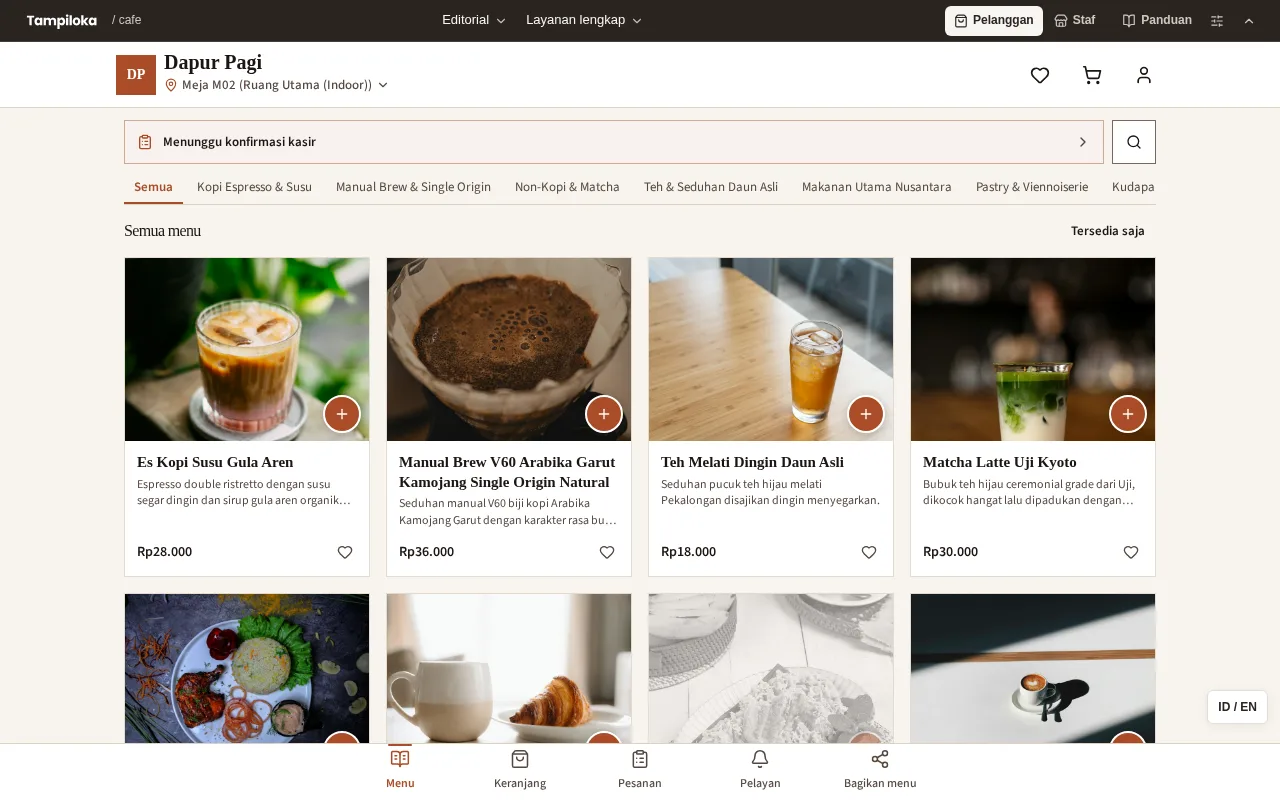 Tampiloka / cafe
Editorial
Layanan lengkap
Pelanggan
Staf
Panduan
DP
Dapur Pagi
Meja M02 (Ruang Utama (Indoor))
Menunggu konfirmasi kasir
Semua
Kopi Espresso & Susu
Manual Brew & Single Origin
Non-Kopi & Matcha
Teh & Seduhan Daun Asli
Makanan Utama Nusantara
Pastry & Viennoiserie
Kudapa
Semua menu
Tersedia saja
Es Kopi Susu Gula Aren
Espresso double ristretto dengan susu
segar dingin dan sirup gula aren organik…
Rp28.000
Manual Brew V60 Arabika Garut
Kamojang Single Origin Natural
Seduhan manual V60 biji kopi Arabika
Kamojang Garut dengan karakter rasa bu…
Rp36.000
Teh Melati Dingin Daun Asli
Seduhan pucuk teh hijau melati
Pekalongan disajikan dingin menyegarkan.
Rp18.000
Matcha Latte Uji Kyoto
Bubuk teh hijau ceremonial grade dari Uji,
dikocok hangat lalu dipadukan dengan…
Rp30.000
ID / EN
Menu
Keranjang
Pesanan
Pelayan
Bagikan menu